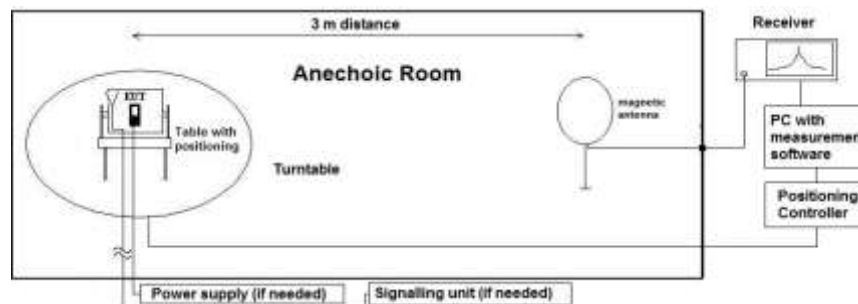 3 m distance
Receiver
Anechoic Room
EUT
magnetic
antenna
Table with
positioning
PC with
measuremen
software
Turntable
Positioning
Controller
Power supply (if needed)
Signalling unit (if needed)